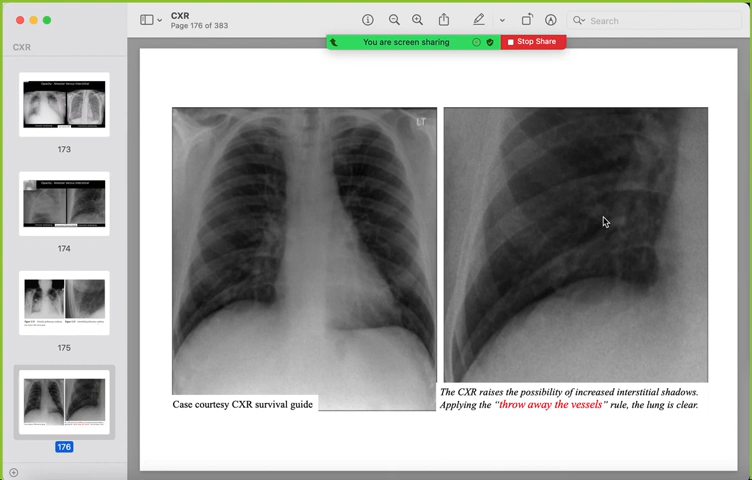 CXR
Page 176 of 383
Search
You are screen sharing
Stop Share
CXR
173
174
175
176
LT
Case courtesy CXR survival guide
The CXR raises the possibility of increased interstitial shadows.
Applying the “throw away the vessels” rule, the lung is clear.